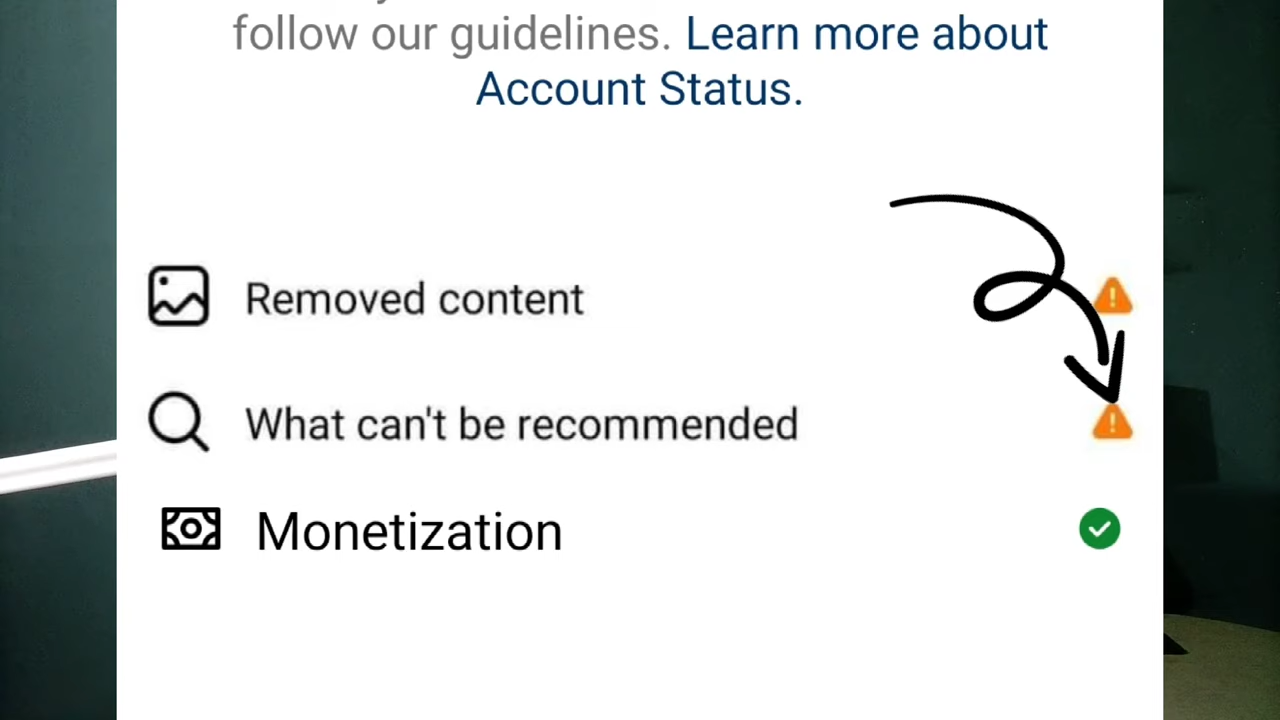 follow our guidelines. Learn more about
Account Status.
Removed content
What can't be recommended
Monetization